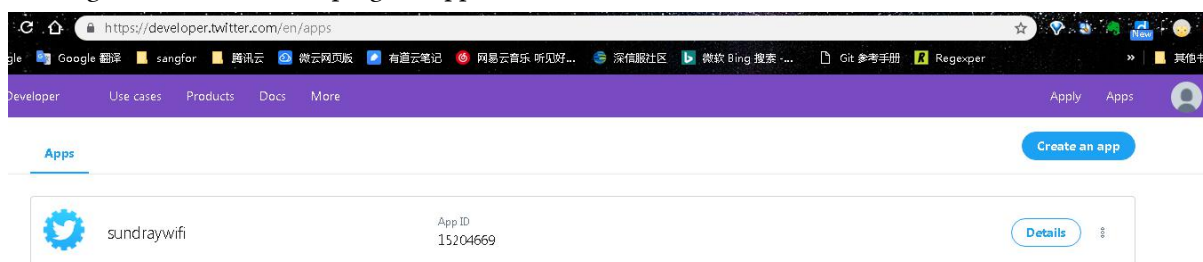 https://developer.twitter.com/en/apps
New
gle Google 翻译 sangfor 腾讯云 微云网页版 有道云笔记 网易云音乐 听见好... 深信服社区 微软 Bing 搜索 -... Git 参考手册 Regexper » 其他书
Developer Use cases Products Docs More Apply Apps
Apps Create an app
sundraywifi
App ID
15204669
Details